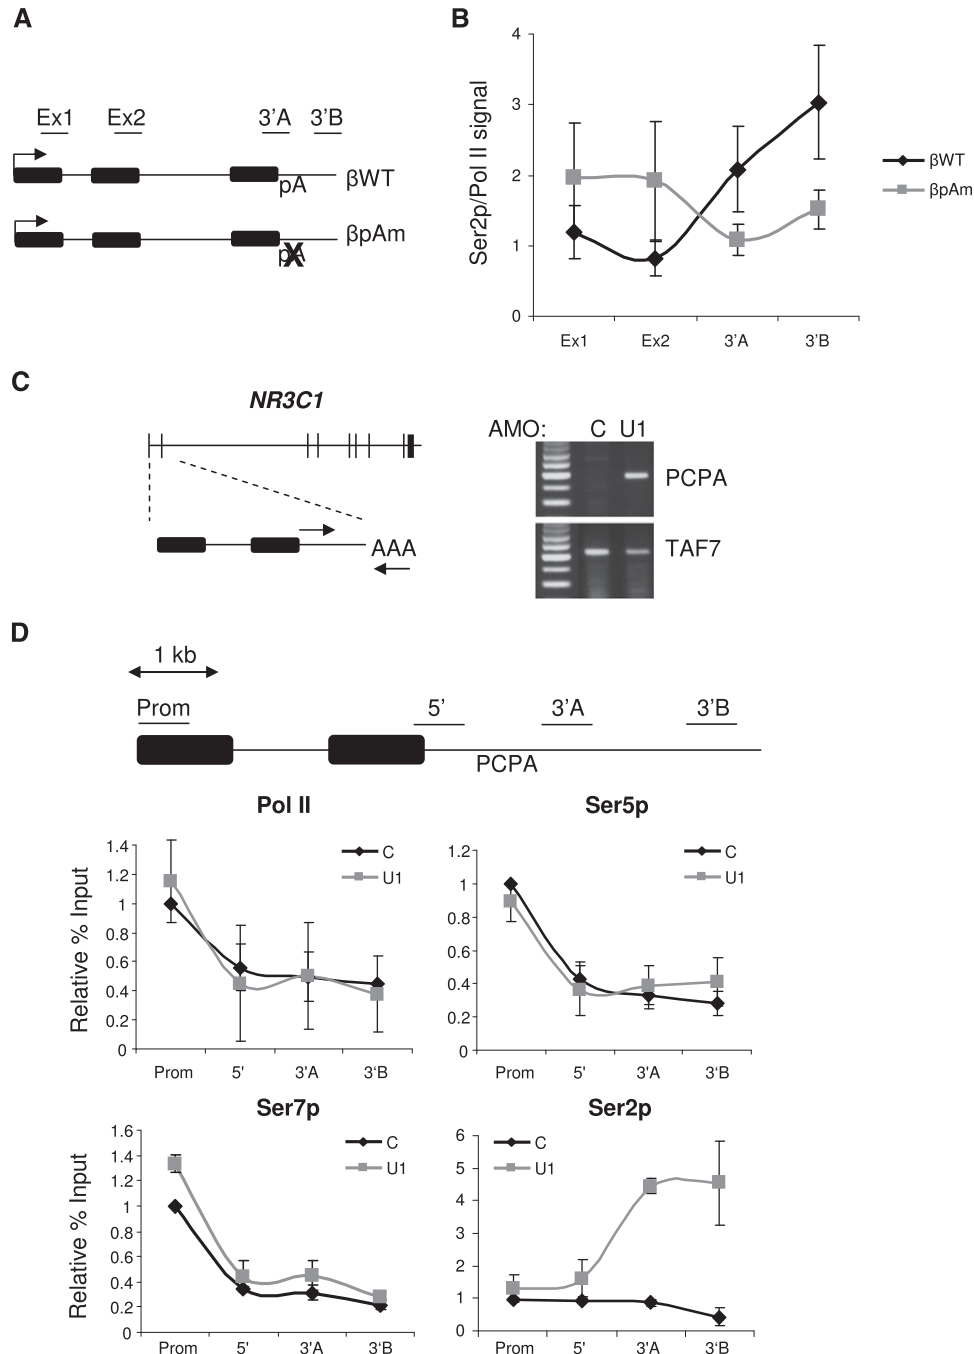 A
Ex1 Ex2 3'A 3'B
pA
βWT
βpAm
pA
B
Ser2p/Pol II signal
4
3
2
1
0
Ex1 Ex2 3'A 3'B
βWT
βpAm
C
NR3C1
AAA
AMO: C U1
PCPA
TAF7
D
1 kb
Prom 5' 3'A 3'B
PCPA
Pol II
Relative % Input
1.4
1.2
1
0.8
0.6
0.4
0.2
0
Prom 5' 3'A 3'B
C
U1
Ser5p
1.2
1
0.8
0.6
0.4
0.2
0
Prom 5' 3'A 3'B
C
U1
Ser7p
Relative % Input
1.6
1.4
1.2
1
0.8
0.6
0.4
0.2
0
Prom 5' 3'A 3'B
C
U1
Ser2p
6
5
4
3
2
1
0
Prom 5' 3'A 3'B
C
U1